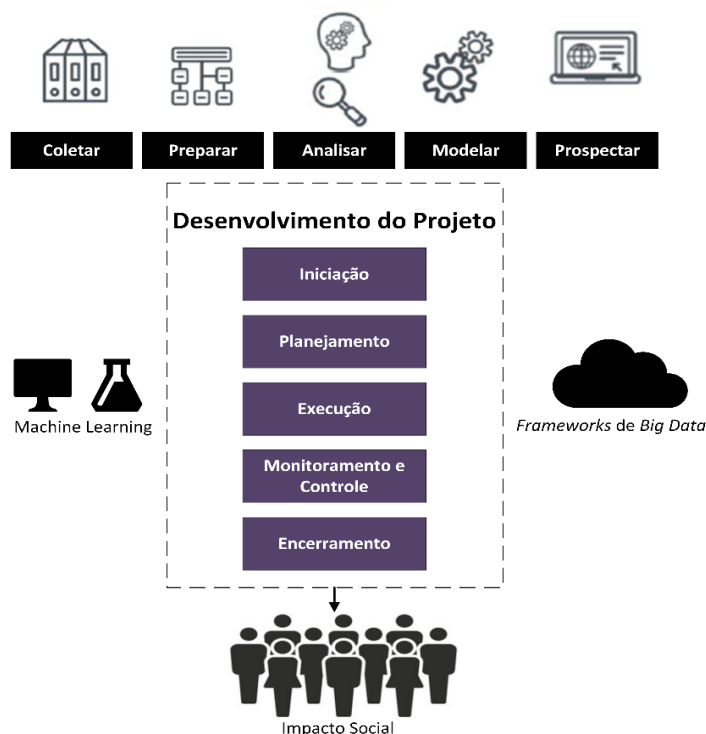 Coletar
Preparar
Analisar
Modelar
Prospectar
Desenvolvimento do Projeto
Iniciação
Planejamento
Execução
Monitoramento e
Controle
Encerramento
Machine Learning
Frameworks de Big Data
Impacto Social